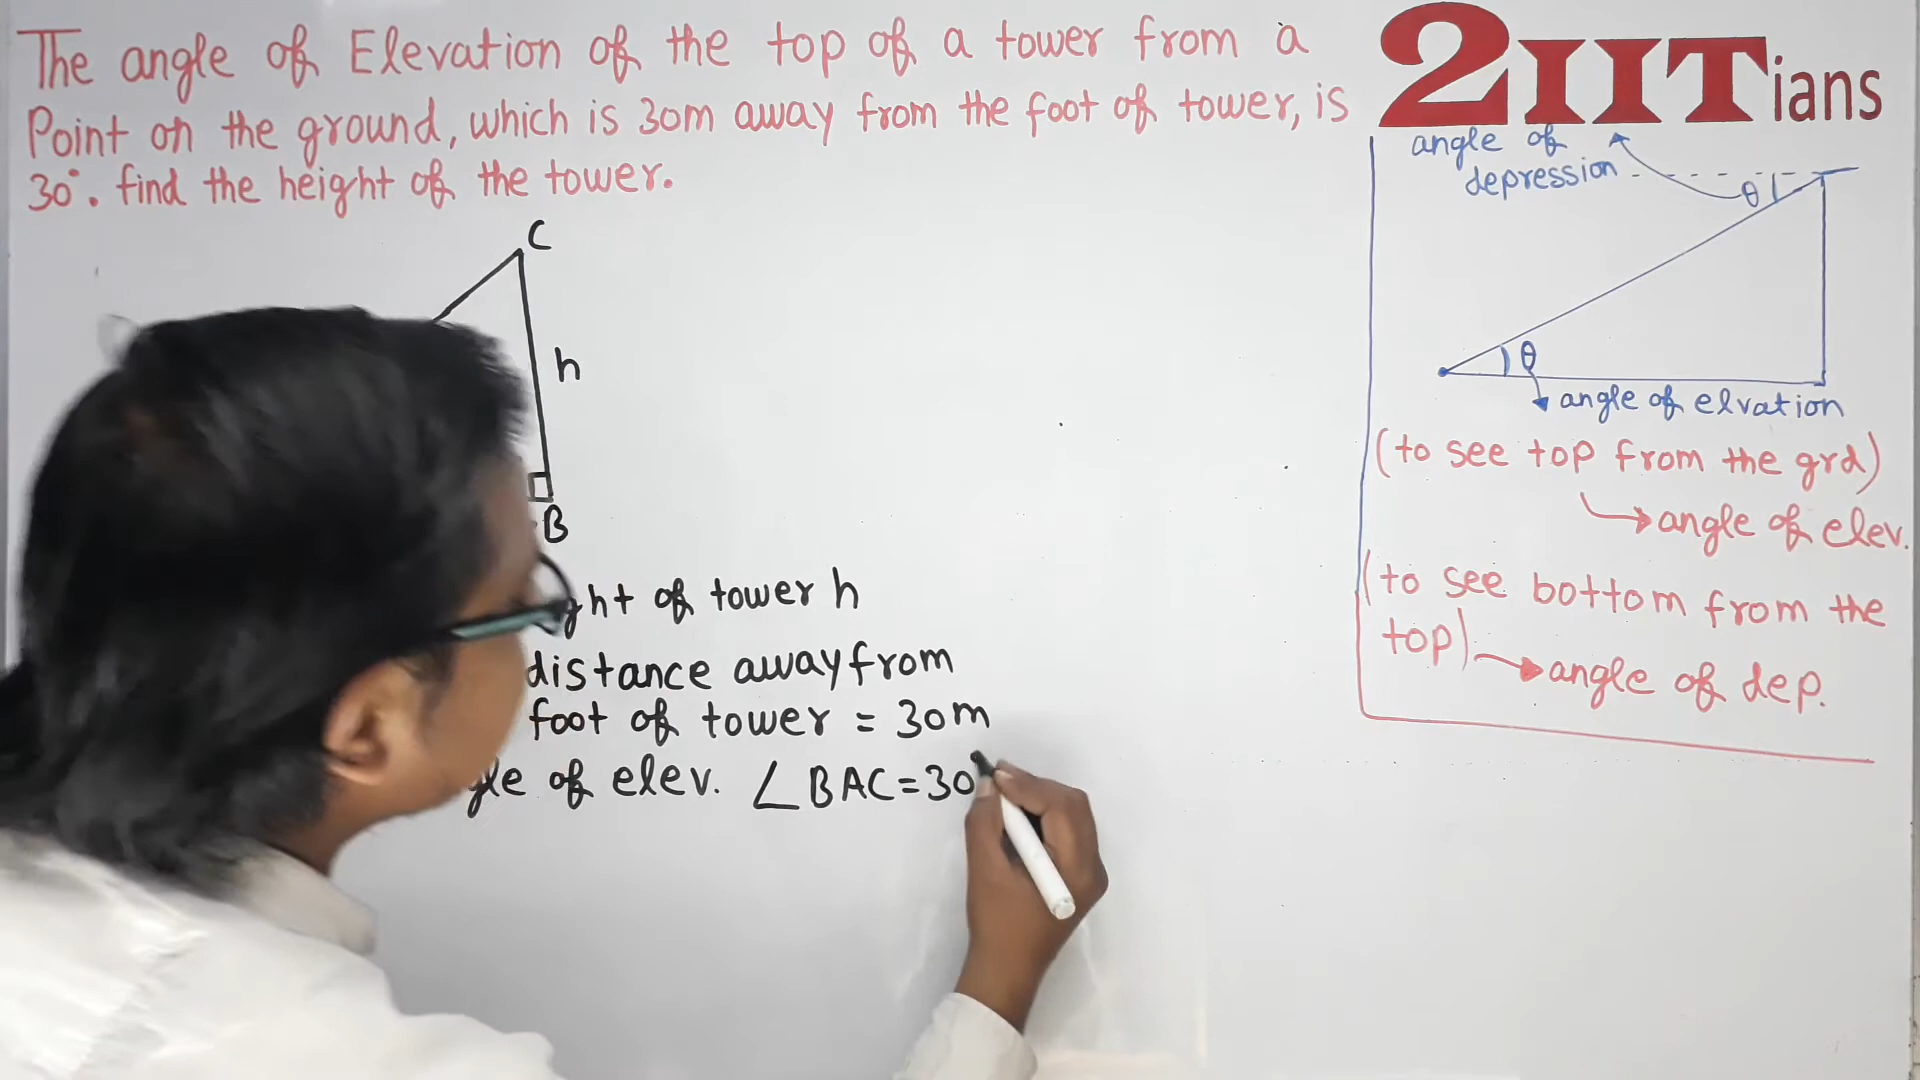 The angle of Elevation of the top of a tower from a
Point on the ground, which is 30m away from the foot of tower, is
30°. find the height of the tower.
2IITians
angle of
depression
θ
θ
angle of elvation
(to see top from the grd)
angle of elev.
(to see bottom from the
top)
angle of dep.
C
h
B
ght of tower h
distance away from
foot of tower = 30m
gle of elev. ∠BAC=30